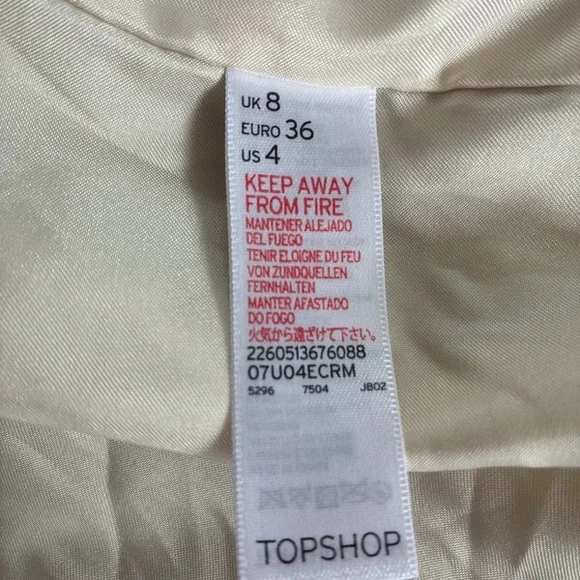 UK 8
EURO 36
US 4
KEEP AWAY
FROM FIRE
MANTENER ALEJADO
DEL FUEGO
TENIR ELOIGNE DU FEU
VON ZUNDQUELLEN
FERNHALTEN
MANTER AFASTADO
DO FOGO
火気から遠ざけて下さい。
2260513676088
07U04ECRM
5296 7504 JB02
TOPSHOP